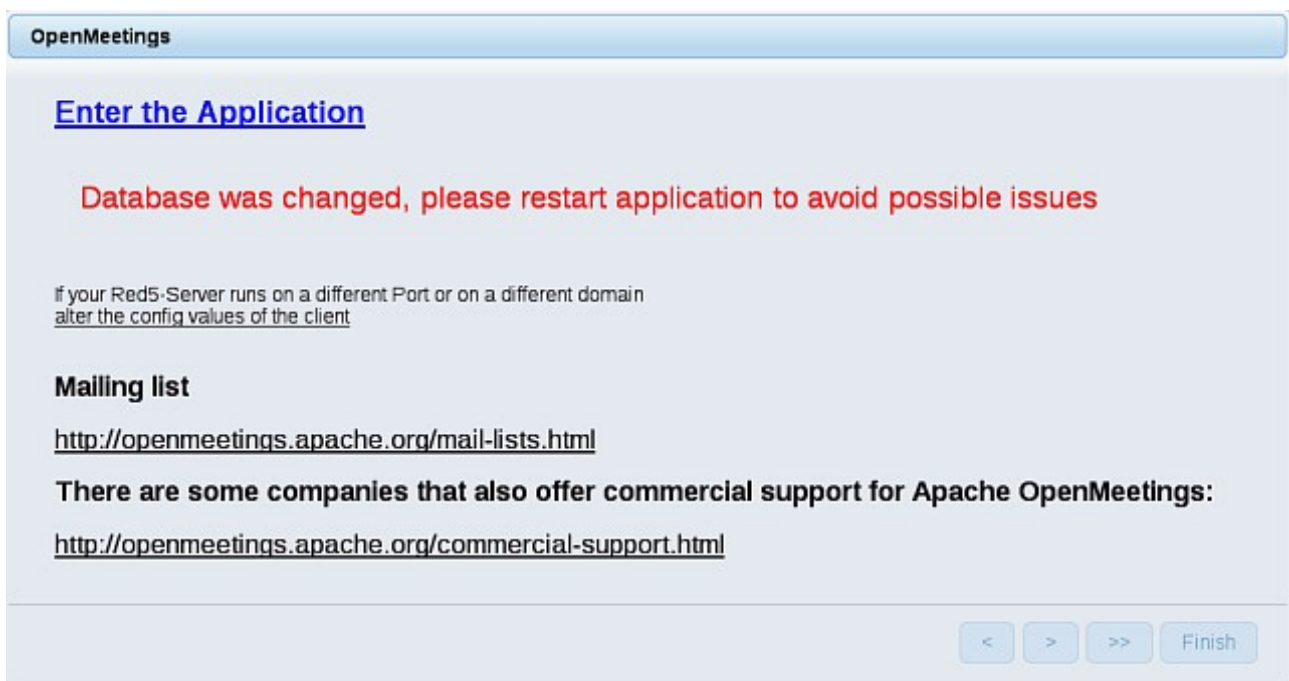 OpenMeetings
Enter the Application
Database was changed, please restart application to avoid possible issues
If your Red5-Server runs on a different Port or on a different domain
alter the config values of the client
Mailing list
http://openmeetings.apache.org/mail-lists.html
There are some companies that also offer commercial support for Apache OpenMeetings:
http://openmeetings.apache.org/commercial-support.html
< > >> Finish